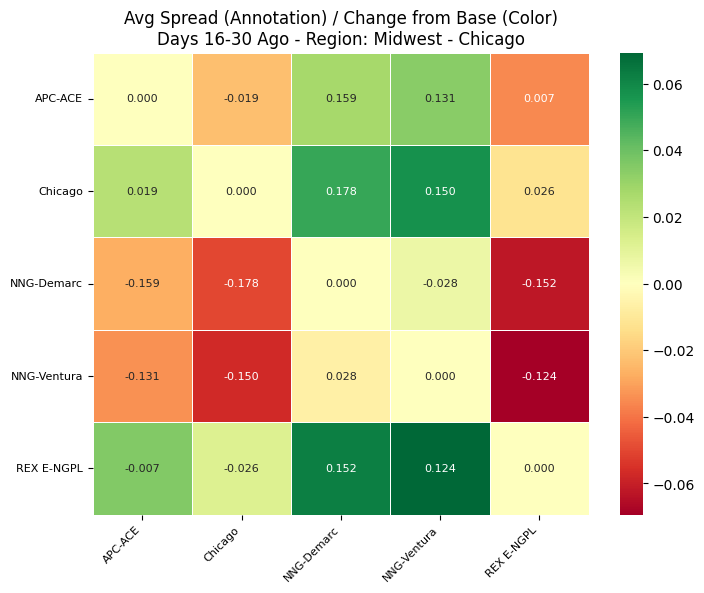 Avg Spread (Annotation) / Change from Base (Color)
Days 16-30 Ago - Region: Midwest - Chicago
APC-ACE 0.000 -0.019 0.159 0.131 0.007
Chicago 0.019 0.000 0.178 0.150 0.026
NNG-Demarc -0.159 -0.178 0.000 -0.028 -0.152
NNG-Ventura -0.131 -0.150 0.028 0.000 -0.124
REX E-NGPL -0.007 -0.026 0.152 0.124 0.000
APC-ACE Chicago NNG-Demarc NNG-Ventura REX E-NGPL
0.06
0.04
0.02
0.00
−0.02
−0.04
−0.06